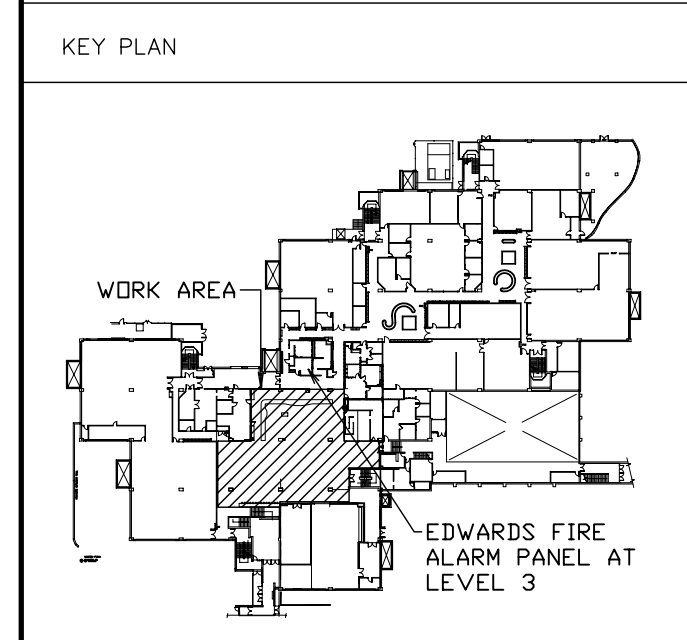 KEY PLAN
WORK AREA
EDWARDS FIRE
ALARM PANEL AT
LEVEL 3